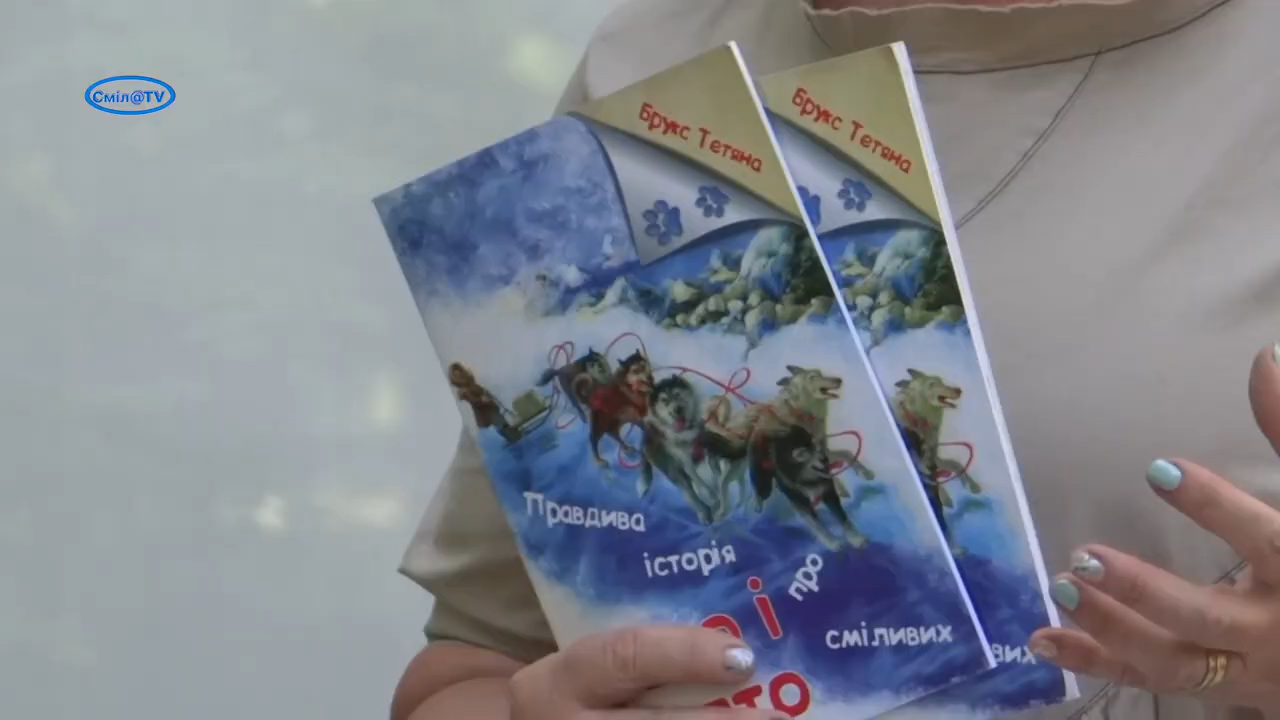 Сміл@TV
Брукс Тетяна
Брукс Тетяна
Правдива
історія
про
і
сміливих